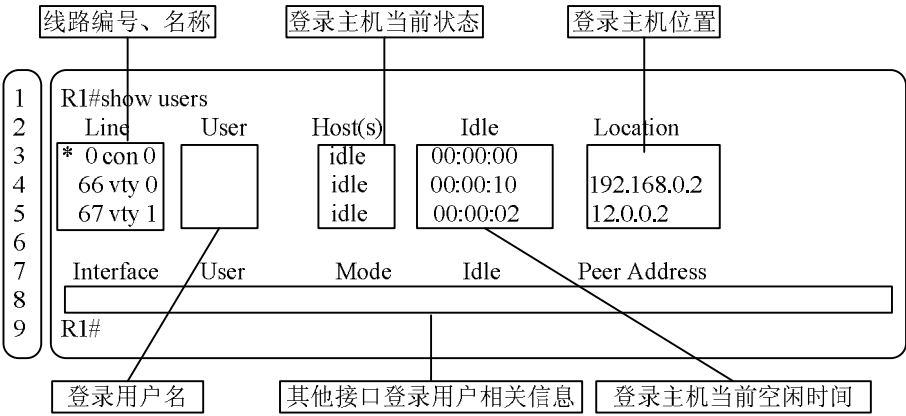 线路编号、名称 登录主机当前状态 登录主机位置
1 R1#show users
2 Line User Host(s) Idle Location
3 * 0 con 0 idle 00:00:00
4 66 vty 0 idle 00:00:10 192.168.0.2
5 67 vty 1 idle 00:00:02 12.0.0.2
6
7 Interface User Mode Idle Peer Address
8
9 R1#
登录用户名 其他接口登录用户相关信息 登录主机当前空闲时间